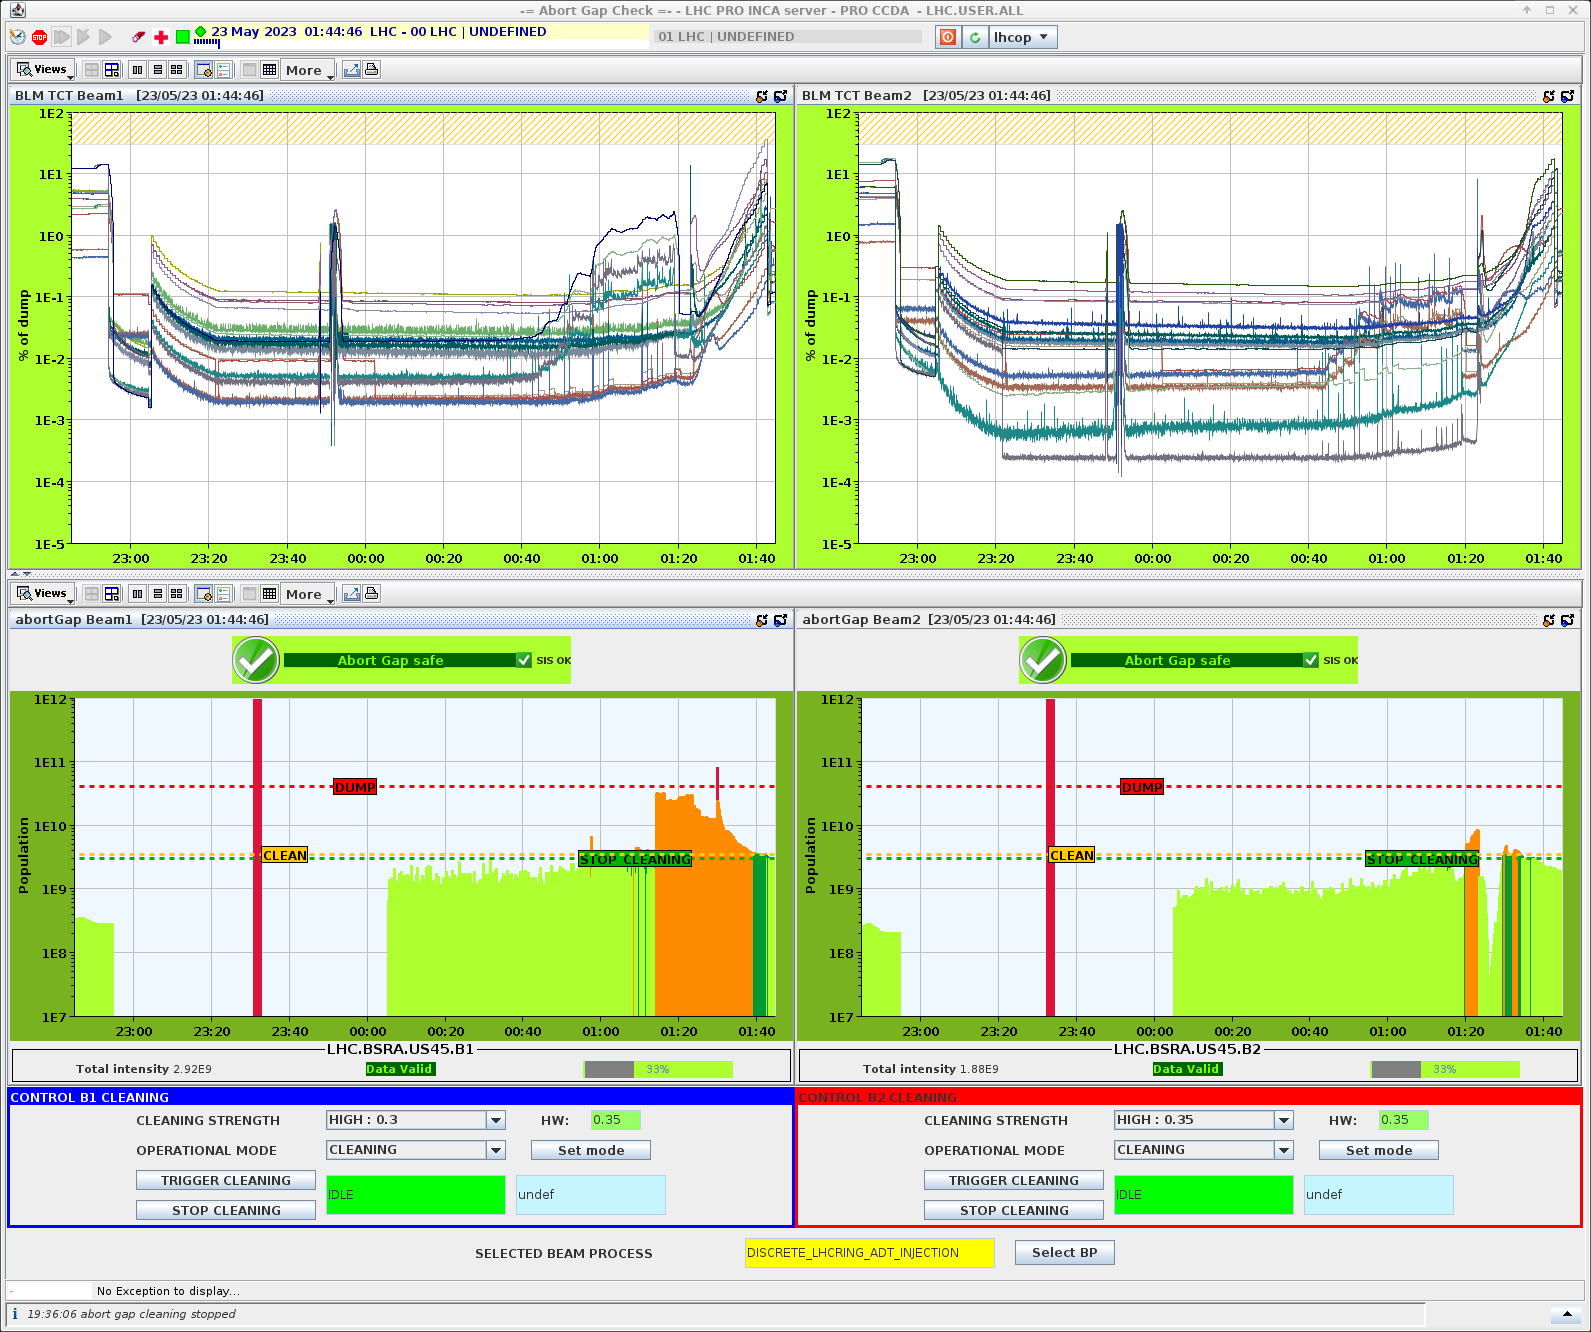 -= Abort Gap Check =- - LHC PRO INCA server - PRO CCDA - LHC.USER.ALL
STOP
23 May 2023 01:44:46 LHC - 00 LHC | UNDEFINED
01 LHC | UNDEFINED
lhcop
Views
More
BLM TCT Beam1 [23/05/23 01:44:46]
BLM TCT Beam2 [23/05/23 01:44:46]
% of dump
1E2
1E1
1E0
1E-1
1E-2
1E-3
1E-4
1E-5
23:00 23:20 23:40 00:00 00:20 00:40 01:00 01:20 01:40
% of dump
1E2
1E1
1E0
1E-1
1E-2
1E-3
1E-4
1E-5
23:00 23:20 23:40 00:00 00:20 00:40 01:00 01:20 01:40
Views
More
abortGap Beam1 [23/05/23 01:44:46]
abortGap Beam2 [23/05/23 01:44:46]
Abort Gap safe SIS OK
Abort Gap safe SIS OK
Population
1E12
1E11
1E10
1E9
1E8
1E7
DUMP
CLEAN
STOP CLEANING
23:00 23:20 23:40 00:00 00:20 00:40 01:00 01:20 01:40
Population
1E12
1E11
1E10
1E9
1E8
1E7
DUMP
CLEAN
STOP CLEANING
23:00 23:20 23:40 00:00 00:20 00:40 01:00 01:20 01:40
LHC.BSRA.US45.B1
Total intensity 2.92E9 Data Valid 33%
LHC.BSRA.US45.B2
Total intensity 1.88E9 Data Valid 33%
CONTROL B1 CLEANING
CLEANING STRENGTH HIGH : 0.3 HW: 0.35
OPERATIONAL MODE CLEANING Set mode
TRIGGER CLEANING
IDLE undef
STOP CLEANING
CONTROL B2 CLEANING
CLEANING STRENGTH HIGH : 0.35 HW: 0.35
OPERATIONAL MODE CLEANING Set mode
TRIGGER CLEANING
IDLE undef
STOP CLEANING
SELECTED BEAM PROCESS DISCRETE_LHCRING_ADT_INJECTION Select BP
- No Exception to display...
i 19:36:06 abort gap cleaning stopped